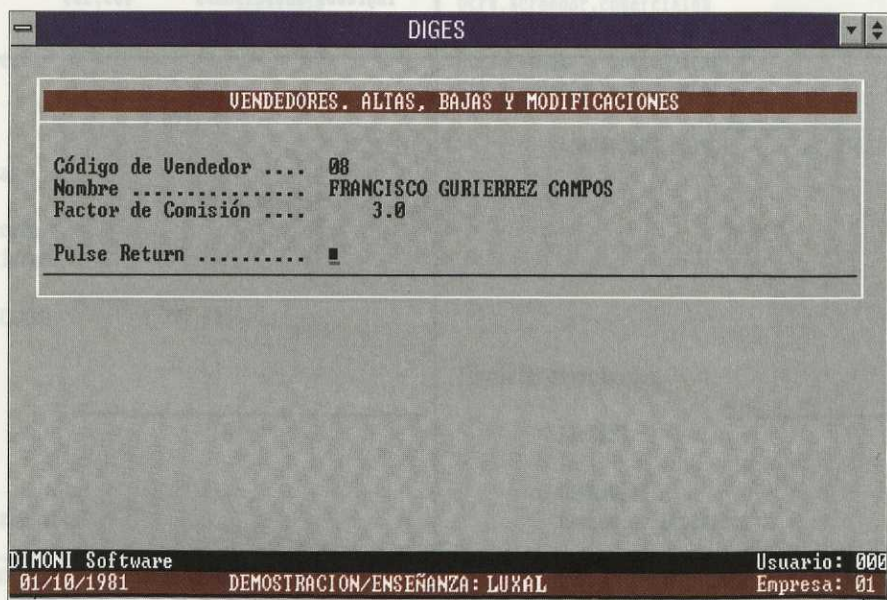 DIGES
VENDEDORES. ALTAS, BAJAS Y MODIFICACIONES
Código de Vendedor .... 08
Nombre ................ FRANCISCO GURIERREZ CAMPOS
Factor de Comisión .... 3.0
Pulse Return ..........
DIMONI Software Usuario: 000
01/10/1981 DEMOSTRACION/ENSEÑANZA: LUXAL Empresa: 01